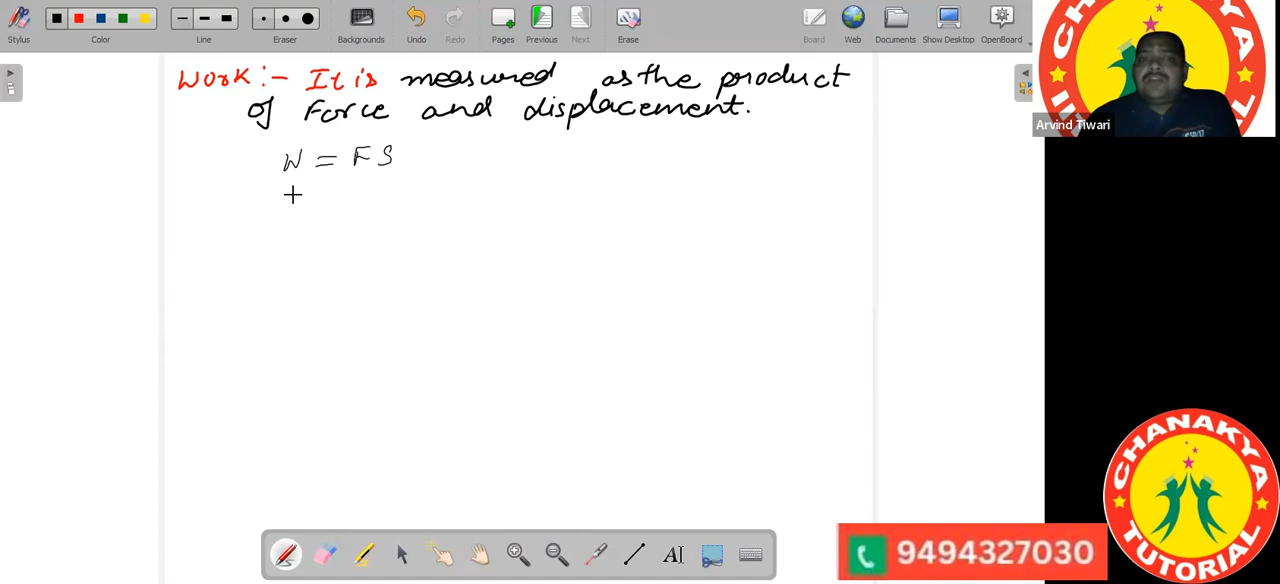 Stylus
Color
Line
Eraser
Backgrounds
Undo
Redo
Pages
Previous
Next
Erase
Board
Web
Documents
Show Desktop
OpenBoard
Work :- It is measured as the product
of Force and displacement.
W = F S
Arvind Tiwari
CHANAKYA
TUTORIAL
9494327030